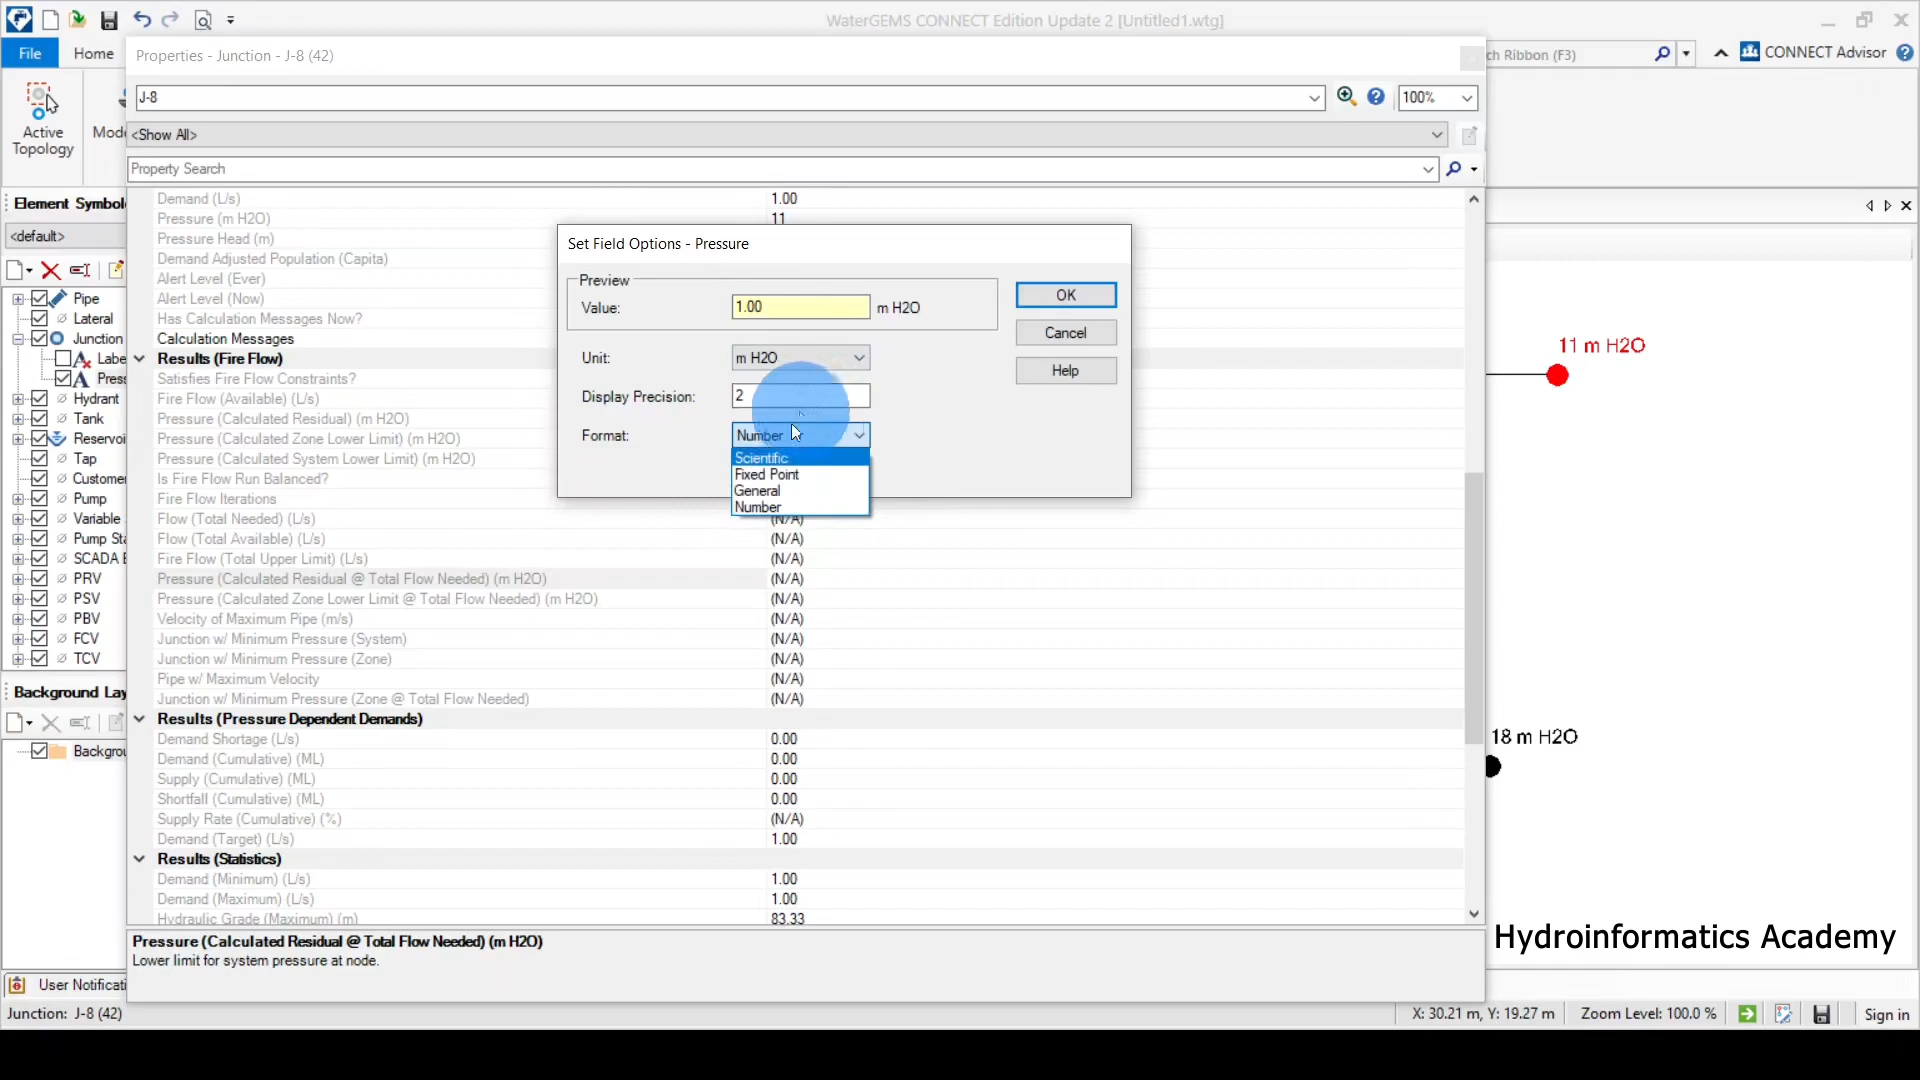 WaterGEMS CONNECT Edition Update 2 [Untitled1.wtg]
File
Home
Properties - Junction - J-8 (42)
ch Ribbon (F3)
CONNECT Advisor
J-8
100%
Active
Topology
Mode
<Show All>
Property Search
Element Symbol
<default>
Demand (L/s)
1.00
Pressure (m H2O)
11
Pressure Head (m)
Demand Adjusted Population (Capita)
Alert Level (Ever)
Alert Level (Now)
Has Calculation Messages Now?
Calculation Messages
Results (Fire Flow)
Satisfies Fire Flow Constraints?
Fire Flow (Available) (L/s)
Pressure (Calculated Residual) (m H2O)
Pressure (Calculated Zone Lower Limit) (m H2O)
Pressure (Calculated System Lower Limit) (m H2O)
Is Fire Flow Run Balanced?
Fire Flow Iterations
Flow (Total Needed) (L/s)
(N/A)
Flow (Total Available) (L/s)
(N/A)
Fire Flow (Total Upper Limit) (L/s)
(N/A)
Pressure (Calculated Residual @ Total Flow Needed) (m H2O)
(N/A)
Pressure (Calculated Zone Lower Limit @ Total Flow Needed) (m H2O)
(N/A)
Velocity of Maximum Pipe (m/s)
(N/A)
Junction w/ Minimum Pressure (System)
(N/A)
Junction w/ Minimum Pressure (Zone)
(N/A)
Pipe w/ Maximum Velocity
(N/A)
Junction w/ Minimum Pressure (Zone @ Total Flow Needed)
(N/A)
Results (Pressure Dependent Demands)
Demand Shortage (L/s)
0.00
Demand (Cumulative) (ML)
0.00
Supply (Cumulative) (ML)
0.00
Shortfall (Cumulative) (ML)
0.00
Supply Rate (Cumulative) (%)
(N/A)
Demand (Target) (L/s)
1.00
Results (Statistics)
Demand (Minimum) (L/s)
1.00
Demand (Maximum) (L/s)
1.00
Hydraulic Grade (Maximum) (m)
83.33
Pressure (Calculated Residual @ Total Flow Needed) (m H2O)
Lower limit for system pressure at node.
Set Field Options - Pressure
Preview
Value:
1.00
m H2O
Unit:
m H2O
Display Precision:
2
Format:
Number
Scientific
Fixed Point
General
Number
OK
Cancel
Help
Pipe
Lateral
Junction
Labe
Press
Hydrant
Tank
Reservoi
Tap
Customer
Pump
Variable
Pump Sta
SCADA E
PRV
PSV
PBV
FCV
TCV
Background Lay
Backgrou
11 m H2O
18 m H2O
Hydroinformatics Academy
User Notificati
Junction: J-8 (42)
X: 30.21 m, Y: 19.27 m
Zoom Level: 100.0 %
Sign in